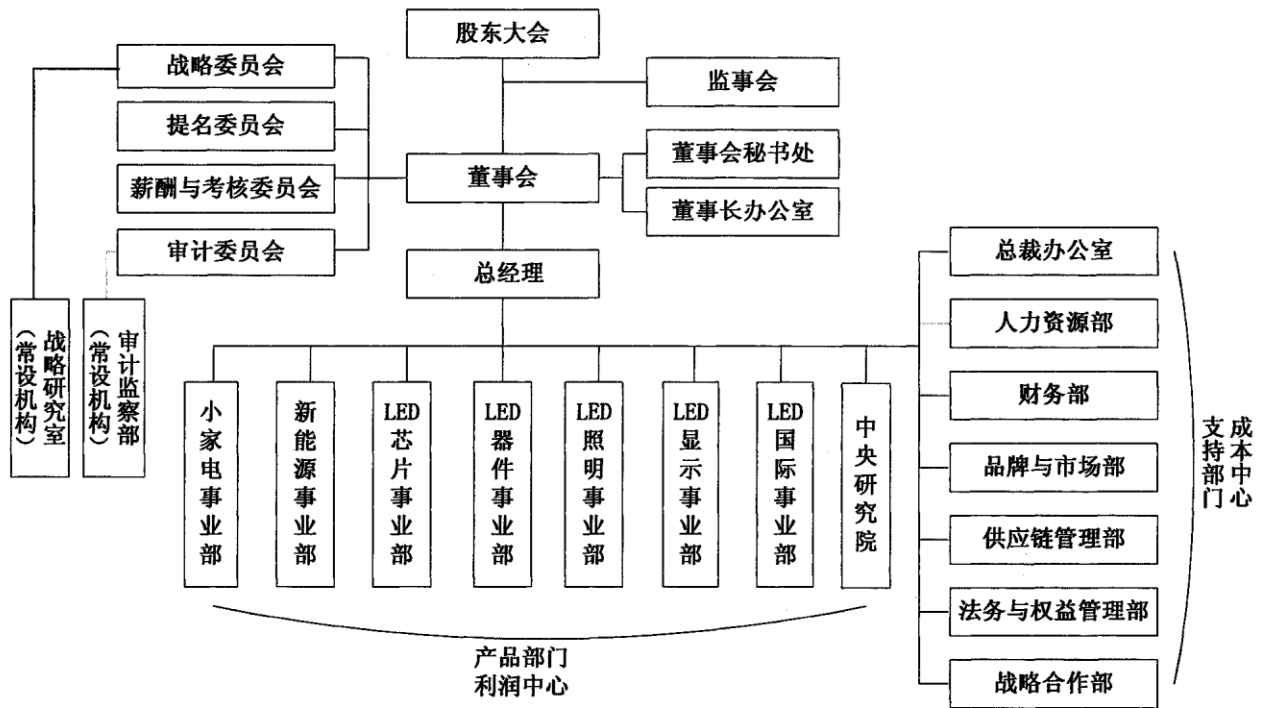 股东大会
战略委员会
监事会
提名委员会
董事会秘书处
董事会
薪酬与考核委员会
董事长办公室
审计委员会
总经理
总裁办公室
人力资源部
财务部
品牌与市场部
供应链管理部
法务与权益管理部
战略合作部
战略研究室
（常设机构）
审计监察部
（常设机构）
小家电事业部
新能源事业部
LED芯片事业部
LED器件事业部
LED照明事业部
LED显示事业部
LED国际事业部
中央研究院
产品部门
利润中心
成本中心
支持部门